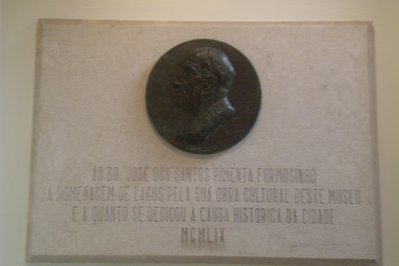 AO DR. JOSÉ DOS SANTOS PIMENTA FORMOSINHO
A HOMENAGEM DE LAGOS, PELA SUA OBRA CULTURAL DESTE MUSEU
E A QUANTO SE DEDICOU À CAUSA HISTÓRICA DA CIDADE
MCMLIX